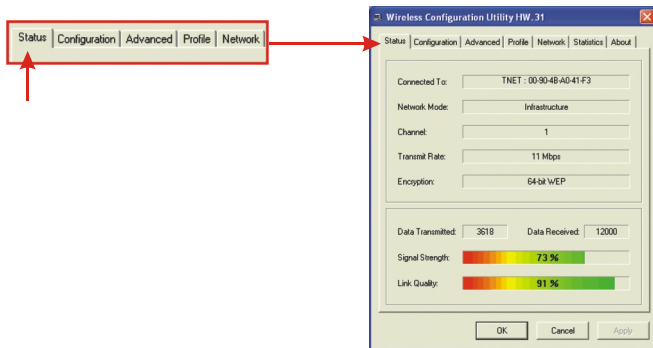 Status Configuration Advanced Profile Network
Wireless Configuration Utility HW.31
Status Configuration Advanced Profile Network Statistics About
Connected To: TNET : 00-90-4B-A0-41-F3
Network Mode: Infrastructure
Channel: 1
Transmit Rate: 11 Mbps
Encryption: 64-bit WEP
Data Transmitted: 3618 Data Received: 12000
Signal Strength: 73 %
Link Quality: 91 %
OK Cancel Apply